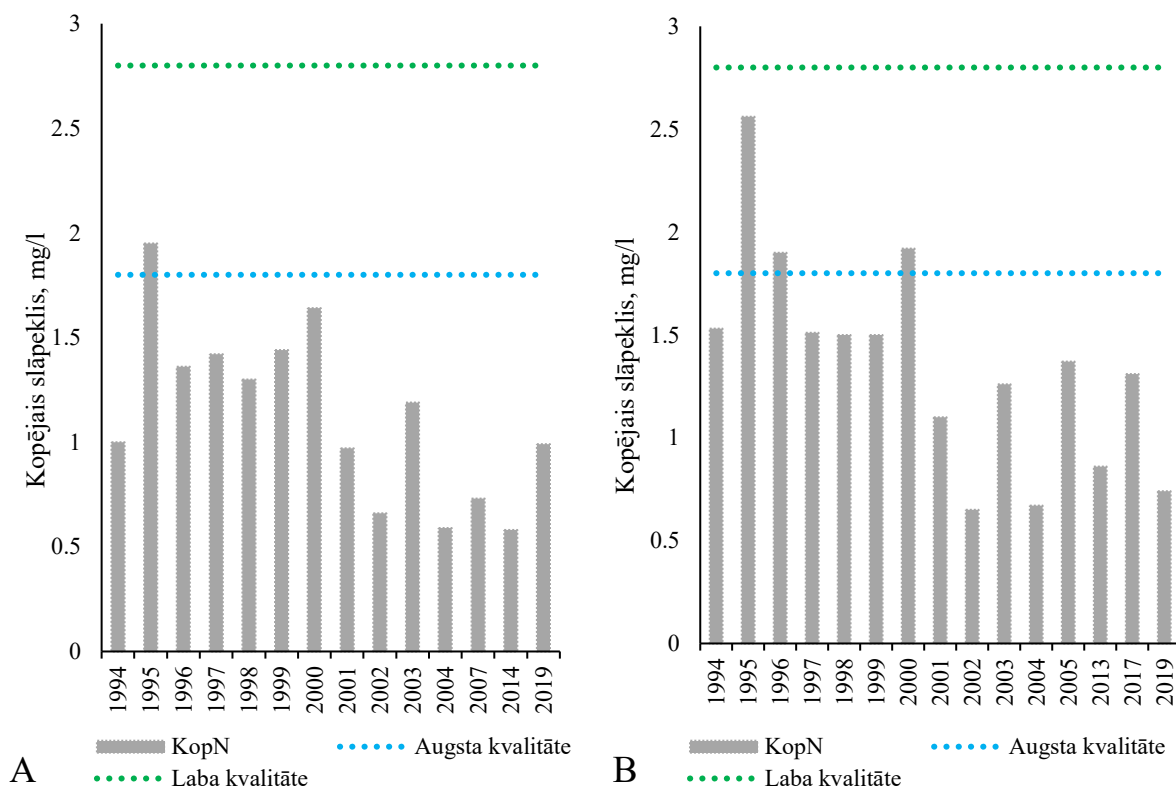 Kopējais slāpeklis, mg/l
3
2.5
2
1.5
1
0.5
0
1994 1995 1996 1997 1998 1999 2000 2001 2002 2003 2004 2007 2014 2019
KopN Augsta kvalitāte
Laba kvalitāte
A
Kopējais slāpeklis, mg/l
3
2.5
2
1.5
1
0.5
0
1994 1995 1996 1997 1998 1999 2000 2001 2002 2003 2004 2005 2013 2017 2019
KopN Augsta kvalitāte
Laba kvalitāte
B